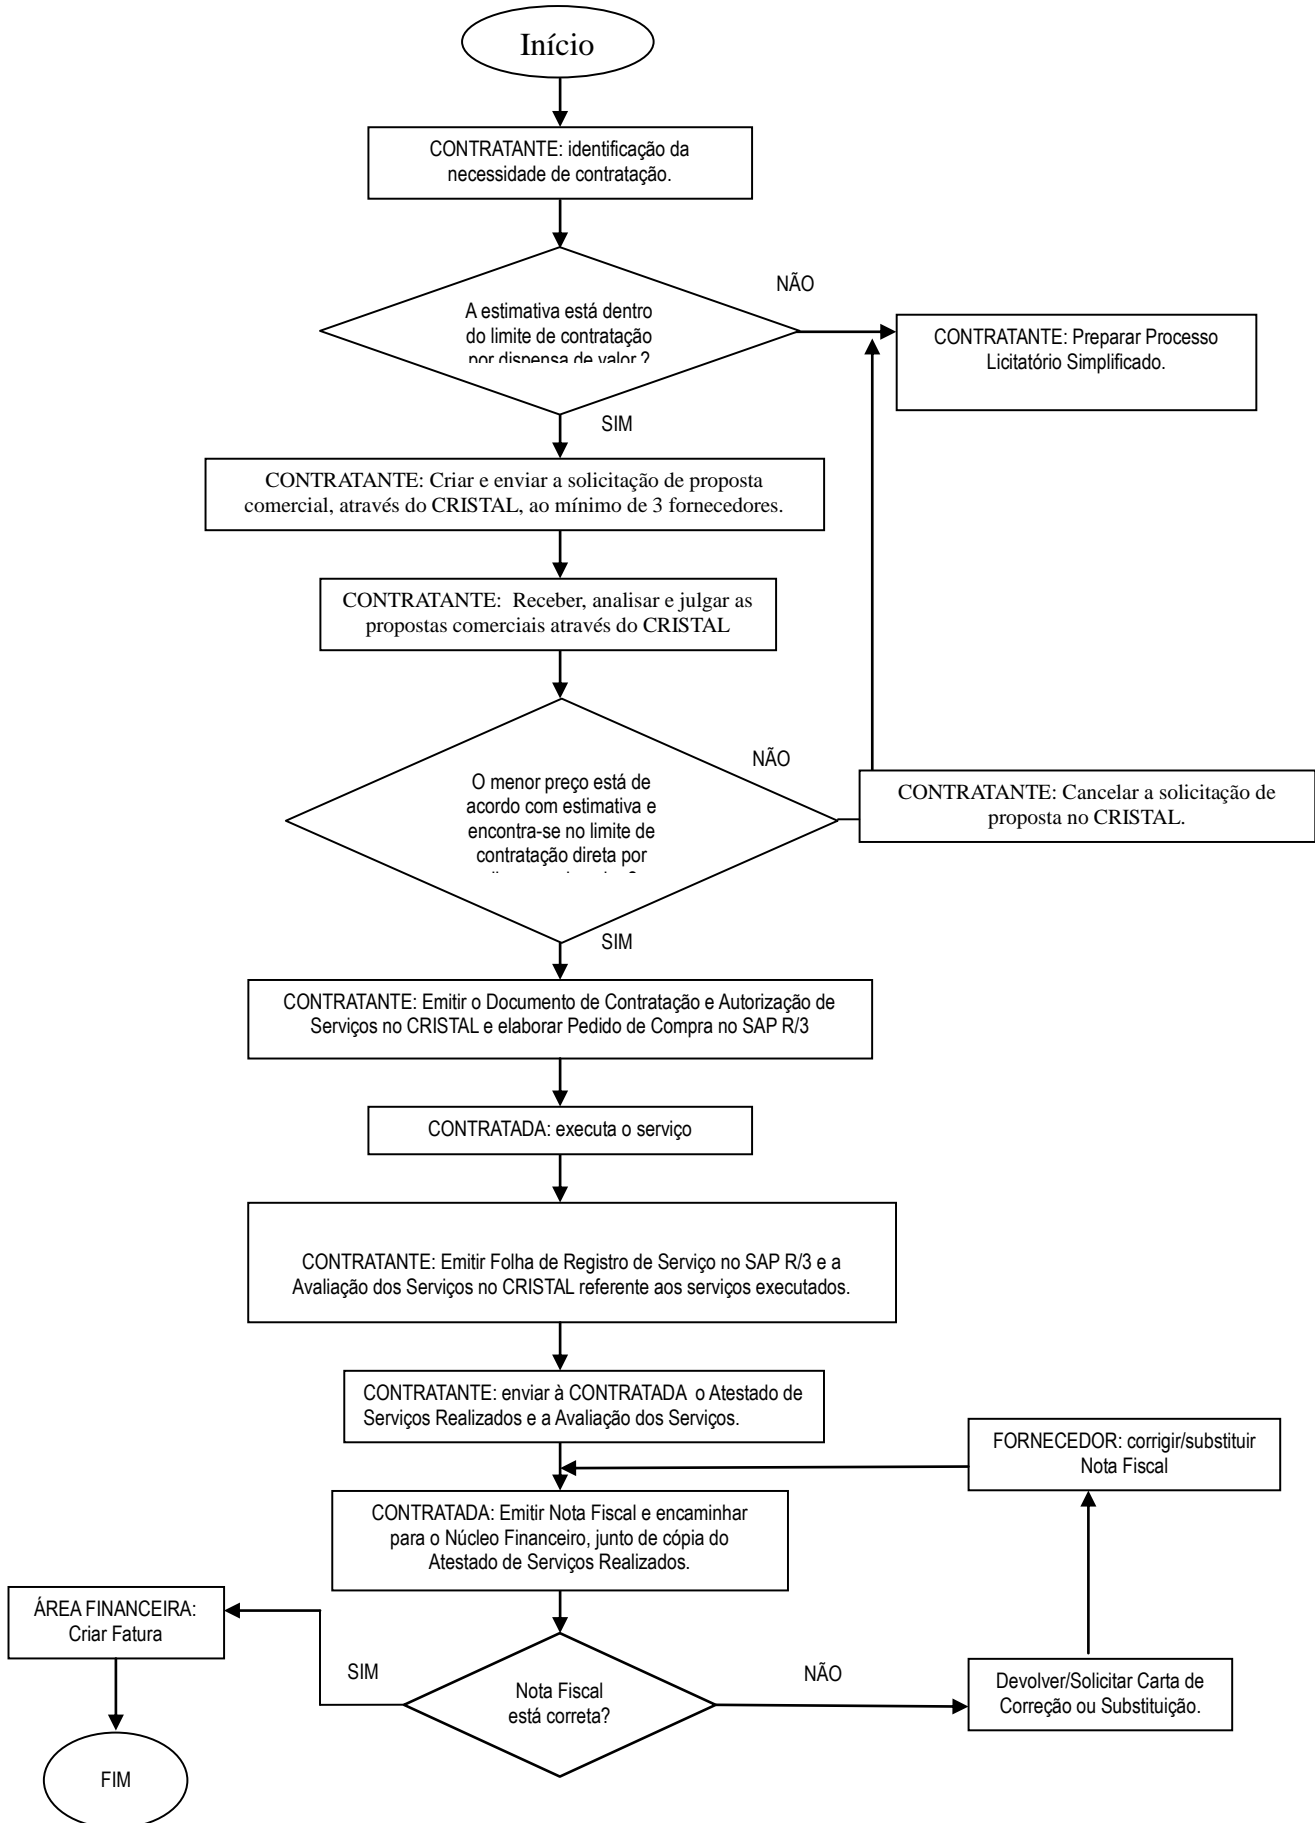 Início
CONTRATANTE: identificação da
necessidade de contratação.
NÃO
A estimativa está dentro
do limite de contratação
por dispensa de valor ?
CONTRATANTE: Preparar Processo
Licitatório Simplificado.
SIM
CONTRATANTE: Criar e enviar a solicitação de proposta
comercial, através do CRISTAL, ao mínimo de 3 fornecedores.
CONTRATANTE: Receber, analisar e julgar as
propostas comerciais através do CRISTAL
NÃO
O menor preço está de
acordo com estimativa e
encontra-se no limite de
contratação direta por
CONTRATANTE: Cancelar a solicitação de
proposta no CRISTAL.
SIM
CONTRATANTE: Emitir o Documento de Contratação e Autorização de
Serviços no CRISTAL e elaborar Pedido de Compra no SAP R/3
CONTRATADA: executa o serviço
CONTRATANTE: Emitir Folha de Registro de Serviço no SAP R/3 e a
Avaliação dos Serviços no CRISTAL referente aos serviços executados.
CONTRATANTE: enviar à CONTRATADA o Atestado de
Serviços Realizados e a Avaliação dos Serviços.
FORNECEDOR: corrigir/substituir
Nota Fiscal
CONTRATADA: Emitir Nota Fiscal e encaminhar
para o Núcleo Financeiro, junto de cópia do
Atestado de Serviços Realizados.
ÁREA FINANCEIRA:
Criar Fatura
SIM
NÃO
Nota Fiscal
está correta?
Devolver/Solicitar Carta de
Correção ou Substituição.
FIM